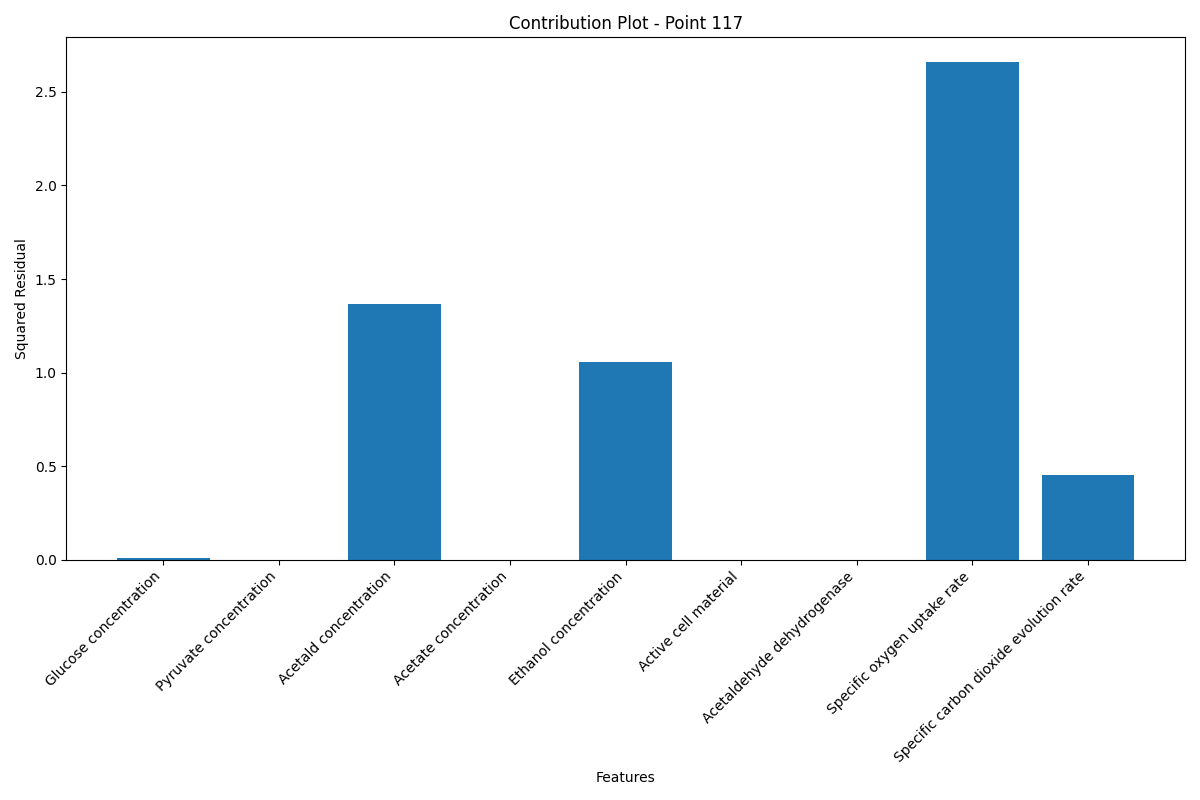 Contribution Plot - Point 117
Squared Residual
2.5
2.0
1.5
1.0
0.5
0.0
Glucose concentration
Pyruvate concentration
Acetald concentration
Acetate concentration
Ethanol concentration
Active cell material
Acetaldehyde dehydrogenase
Specific oxygen uptake rate
Specific carbon dioxide evolution rate
Features